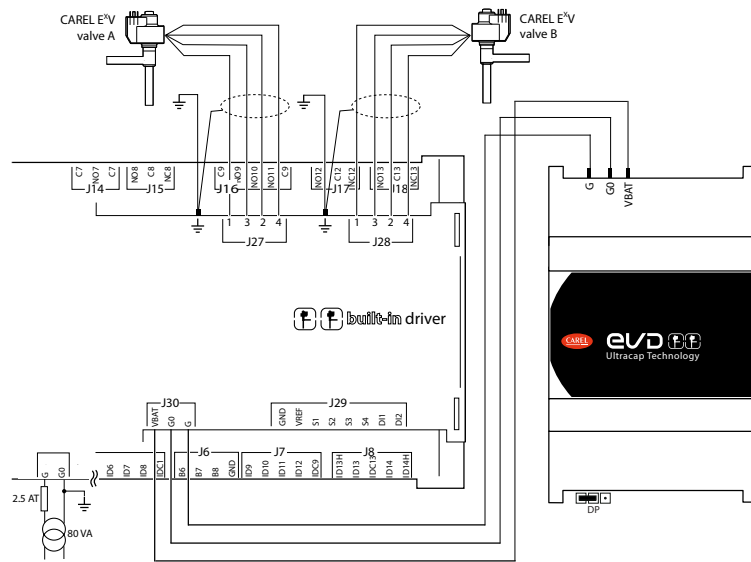 CAREL EXV
valve A
CAREL EXV
valve B
C7
NO7
C7
J14
NO8
C8
NC8
J15
C9
NO9
NO10
NO11
C9
J16
NO12
C12
NC12
J17
NO13
C13
NC13
J18
1 3 2 4
J27
1 3 2 4
J28
G
G0
VBAT
built-in driver
CAREL
EVD
Ultracap Technology
J30
VBAT
G0
G
J29
GND
VREF
S1
S2
S3
S4
DI1
DI2
G
G0
2.5 AT
80 VA
ID6
ID7
ID8
IDC1
J6
B6
B7
B8
GND
J7
ID9
ID10
ID11
ID12
IDC9
J8
ID13H
ID13
IDC13
ID14
ID14H
DP